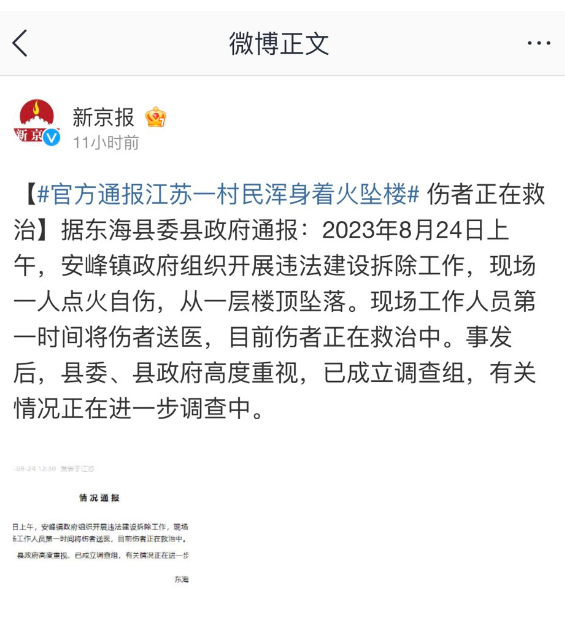 微博正文
新京报
新京
11小时前
【#官方通报江苏一村民浑身着火坠楼# 伤者正在救
治】据东海县委县政府通报：2023年8月24日上
午，安峰镇政府组织开展违法建设拆除工作，现场
一人点火自伤，从一层楼顶坠落。现场工作人员第
一时间将伤者送医，目前伤者正在救治中。事发
后，县委、县政府高度重视，已成立调查组，有关
情况正在进一步调查中。
情况通报
日上午，安峰镇政府组织开展违法建设拆除工作，现场
工作人员第一时间将伤者送医，目前伤者正在救治中。
县政府高度重视，已成立调查组，有关情况正在进一步
东海